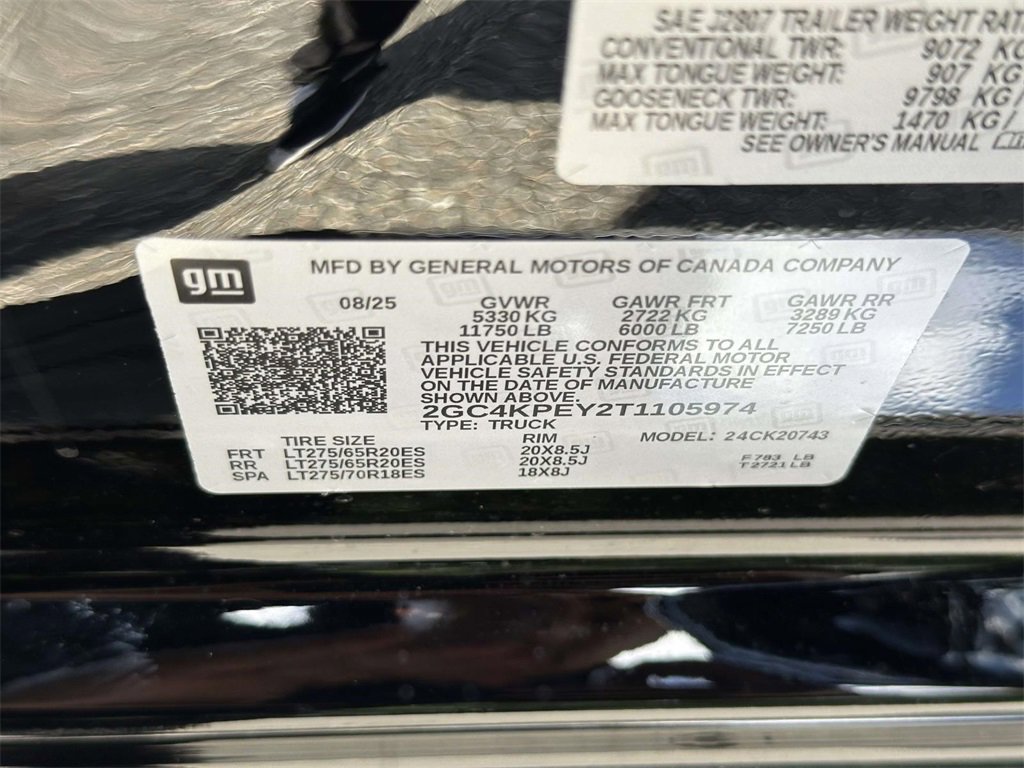 SAE J2807 TRAILER WEIGHT
CONVENTIONAL TWR: 9072 KG
MAX TONGUE WEIGHT: 907 KG
GOOSENECK TWR: 9798 KG/
MAX TONGUE WEIGHT: 1470 KG/
SEE OWNER'S MANUAL
gm
MFD BY GENERAL MOTORS OF CANADA COMPANY
08/25 GVWR GAWR FRT GAWR RR
5330 KG 2722 KG 3289 KG
11750 LB 6000 LB 7250 LB
THIS VEHICLE CONFORMS TO ALL
APPLICABLE U.S. FEDERAL MOTOR
VEHICLE SAFETY STANDARDS IN EFFECT
ON THE DATE OF MANUFACTURE
SHOWN ABOVE.
2GC4KPEY2T1105974
TYPE: TRUCK
TIRE SIZE RIM MODEL: 24CK20743
FRT LT275/65R20ES 20X8.5J
RR LT275/65R20ES 20X8.5J F 783 LB
SPA LT275/70R18ES 18X8J T 2721 LB